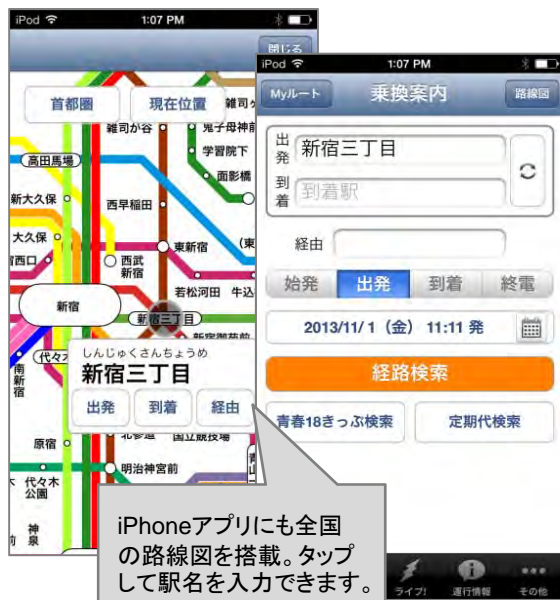 iPod 1:07 PM
閉じる
首都圏
現在位置
雑司ヶ谷
鬼子母神前
学習院下
面影橋
高田馬場
新大久保
西早稲田
大久保
西武
新宿
東新宿
新宿
若松河田
牛込
新宿三丁目
しんじゅくさんちょうめ
新宿三丁目
出発
到着
経由
南新宿
北参道
国立競技場
原宿
明治神宮前
代々木
公園
iPod 1:07 PM
Myルート
乗換案内
路線図
出発
新宿三丁目
到着
到着駅
経由
始発
出発
到着
終電
2013/11/ 1（金） 11:11 発
経路検索
青春18きっぷ検索
定期代検索
ライブ!
運行情報
その他
iPhoneアプリにも全国
の路線図を搭載。タップ
して駅名を入力できます。